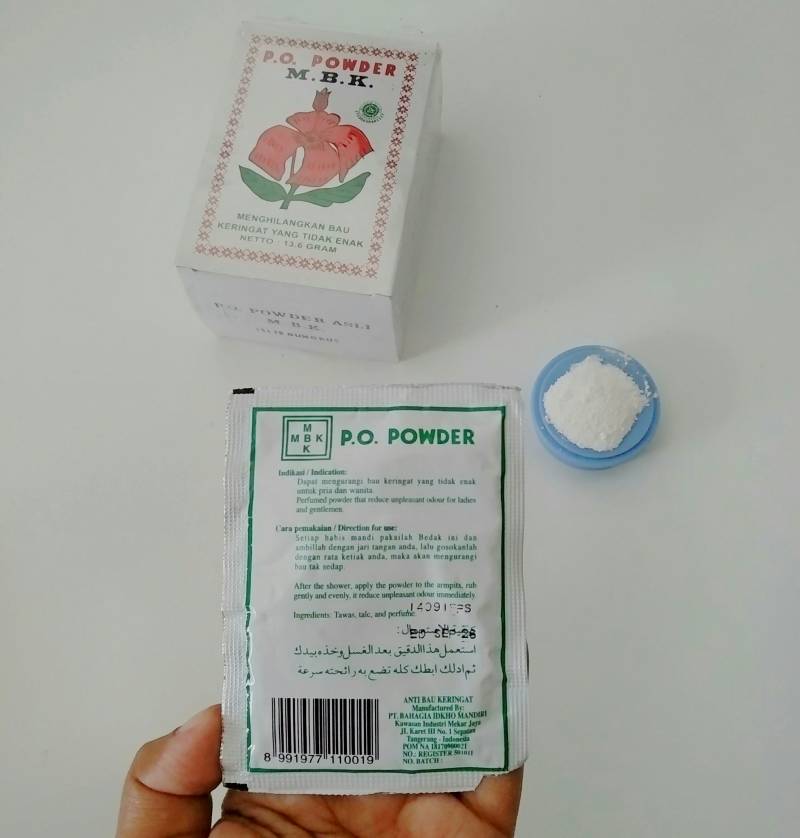 P.O. POWDER
M.B.K.
MENGHILANGKAN BAU
KERINGAT YANG TIDAK ENAK
NETTO : 13.6 GRAM
P.O. POWDER ASLI
M B.K.
BUNGKUS
M
M B K
K
P.O. POWDER
Indikasi / Indication:
Dapat mengurangi bau keringat yang tidak enak
untuk pria dan wanita.
Perfumed powder that reduce unpleasant odour for ladies
and gentlemen.
Cara pemakaian / Direction for use:
Setiap habis mandi pakailah Bedak ini dan
ambillah dengan jari tangan anda, lalu gosokanlah
dengan rata ketiak anda, maka akan mengurangi
bau tak sedap.
After the shower, apply the powder to the armpits, rub
gently and evenly, it reduce unpleasant odour immediately.
Ingredients: Tawas, talc, and perfume.
ED SEP 26
استعمل هذا الدقيق بعد الغسل وخذه بيدك
ثم ادلك ابطك كله تضع به رائحته سرعة
8 991977 110019
ANTI BAU KERINGAT
Manufactured By:
PT. BAHAGIA IDKHO MANDIRI
Kawasan Industri Mekar Jaya
Jl. Karet III No. 1 Sepatan
Tangerang - Indonesia
POM NA 18170900021
NO. REGISTER
NO. BATCH :